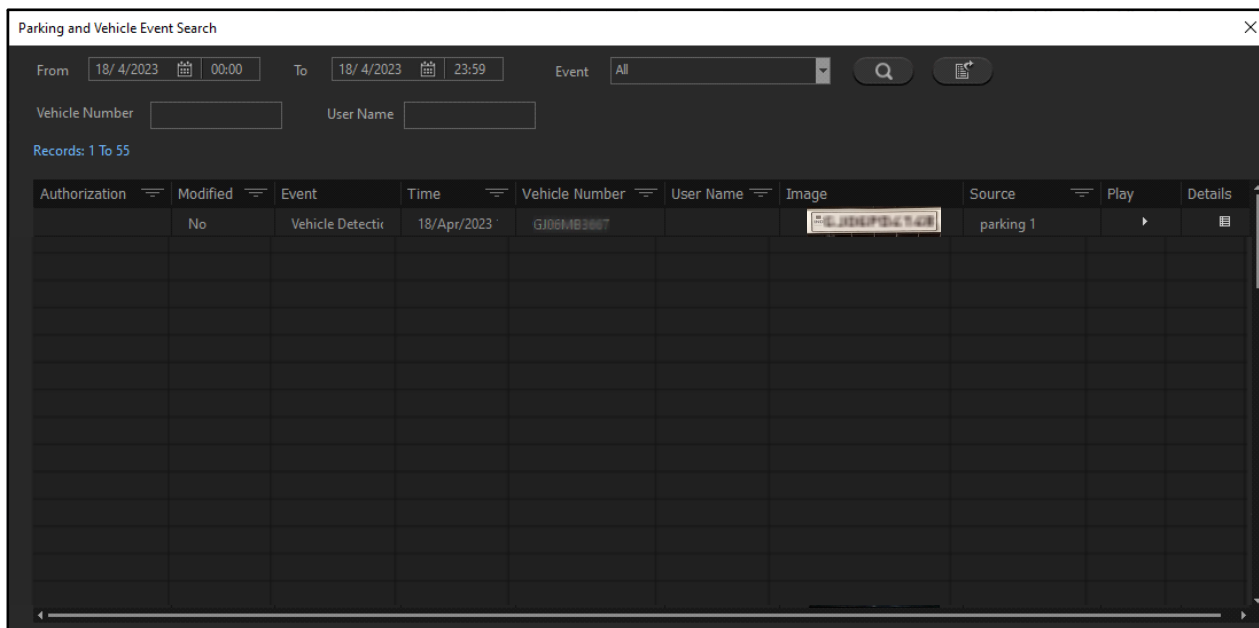 Parking and Vehicle Event Search
From 18/ 4/2023 00:00 To 18/ 4/2023 23:59 Event All
Vehicle Number User Name
Records: 1 To 55
Authorization Modified Event Time Vehicle Number User Name Image Source Play Details
No Vehicle Detectic 18/Apr/2023 parking 1